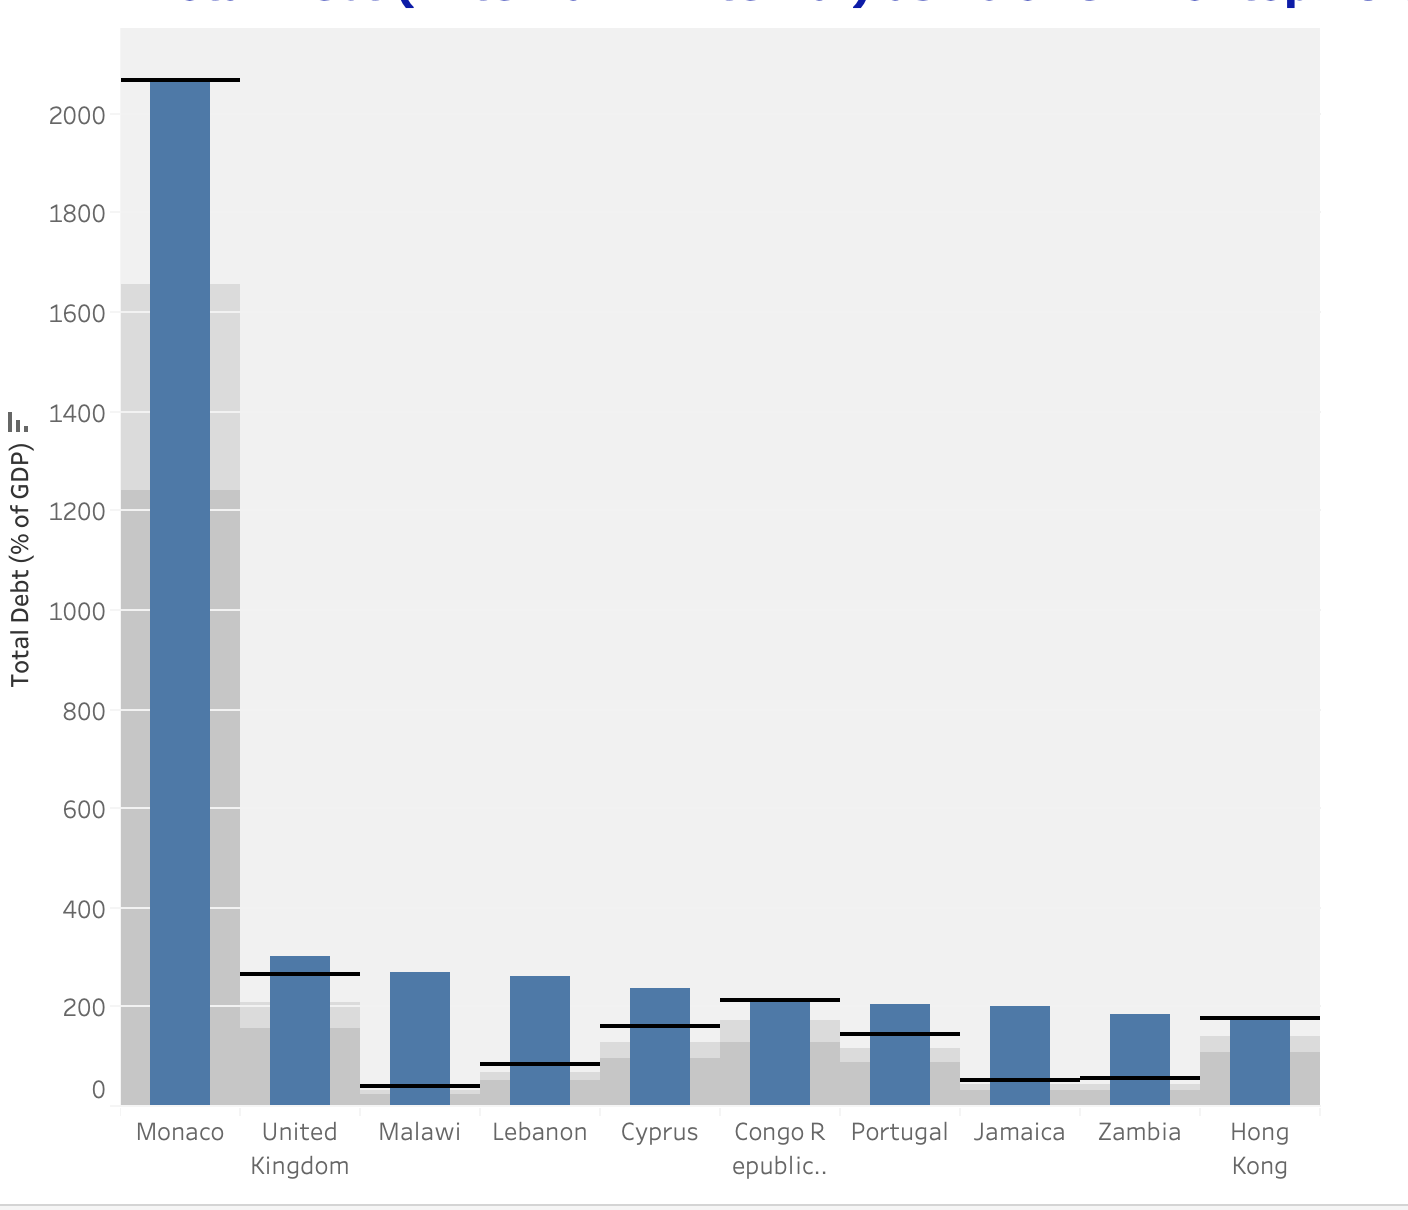 2000
1800
1600
1400
1200
1000
800
600
400
200
0
Total Debt (% of GDP)
Monaco
United
Kingdom
Malawi
Lebanon
Cyprus
Congo R
epublic..
Portugal
Jamaica
Zambia
Hong
Kong